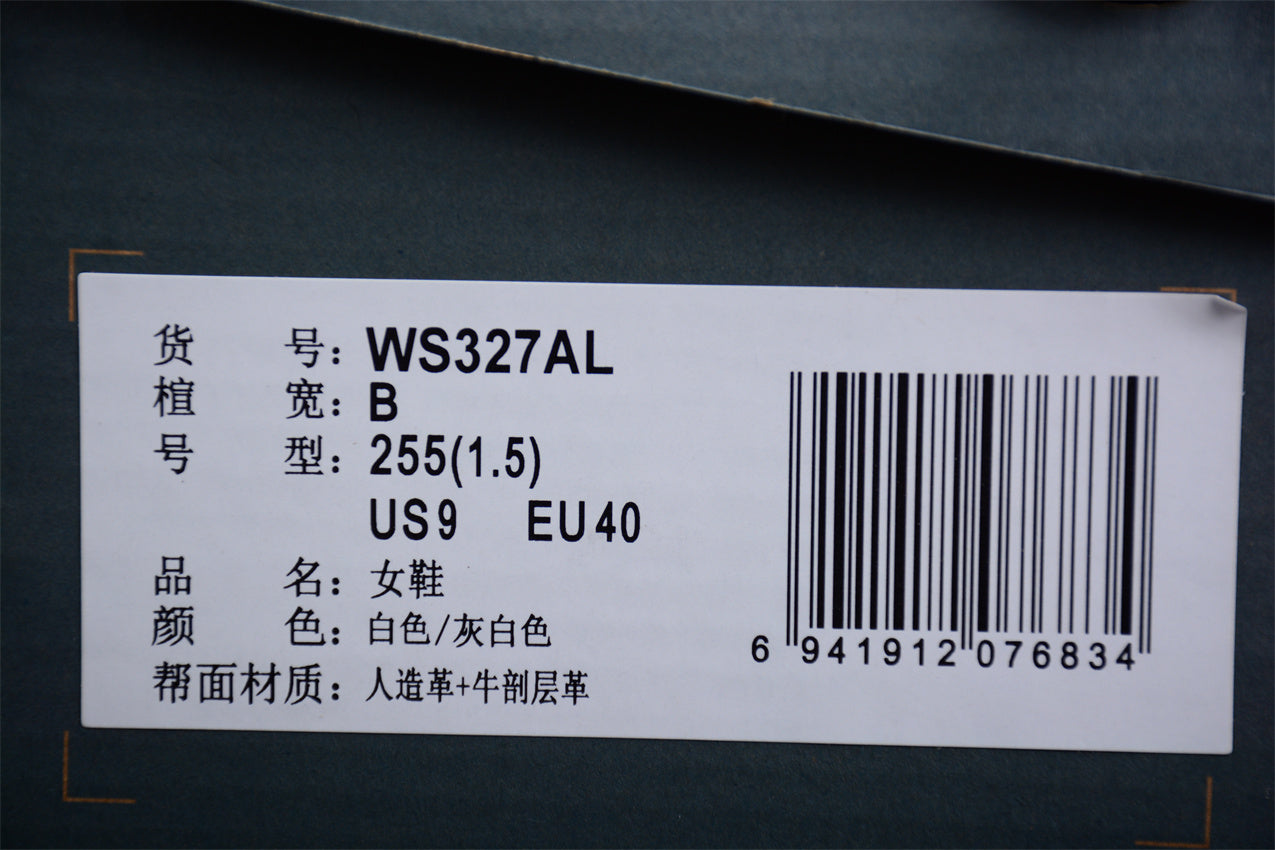 货号：WS327AL
楦宽：B
号型：255(1.5)
US9 EU40
品名：女鞋
颜色：白色/灰白色
帮面材质：人造革+牛剖层革
6 941912 076834